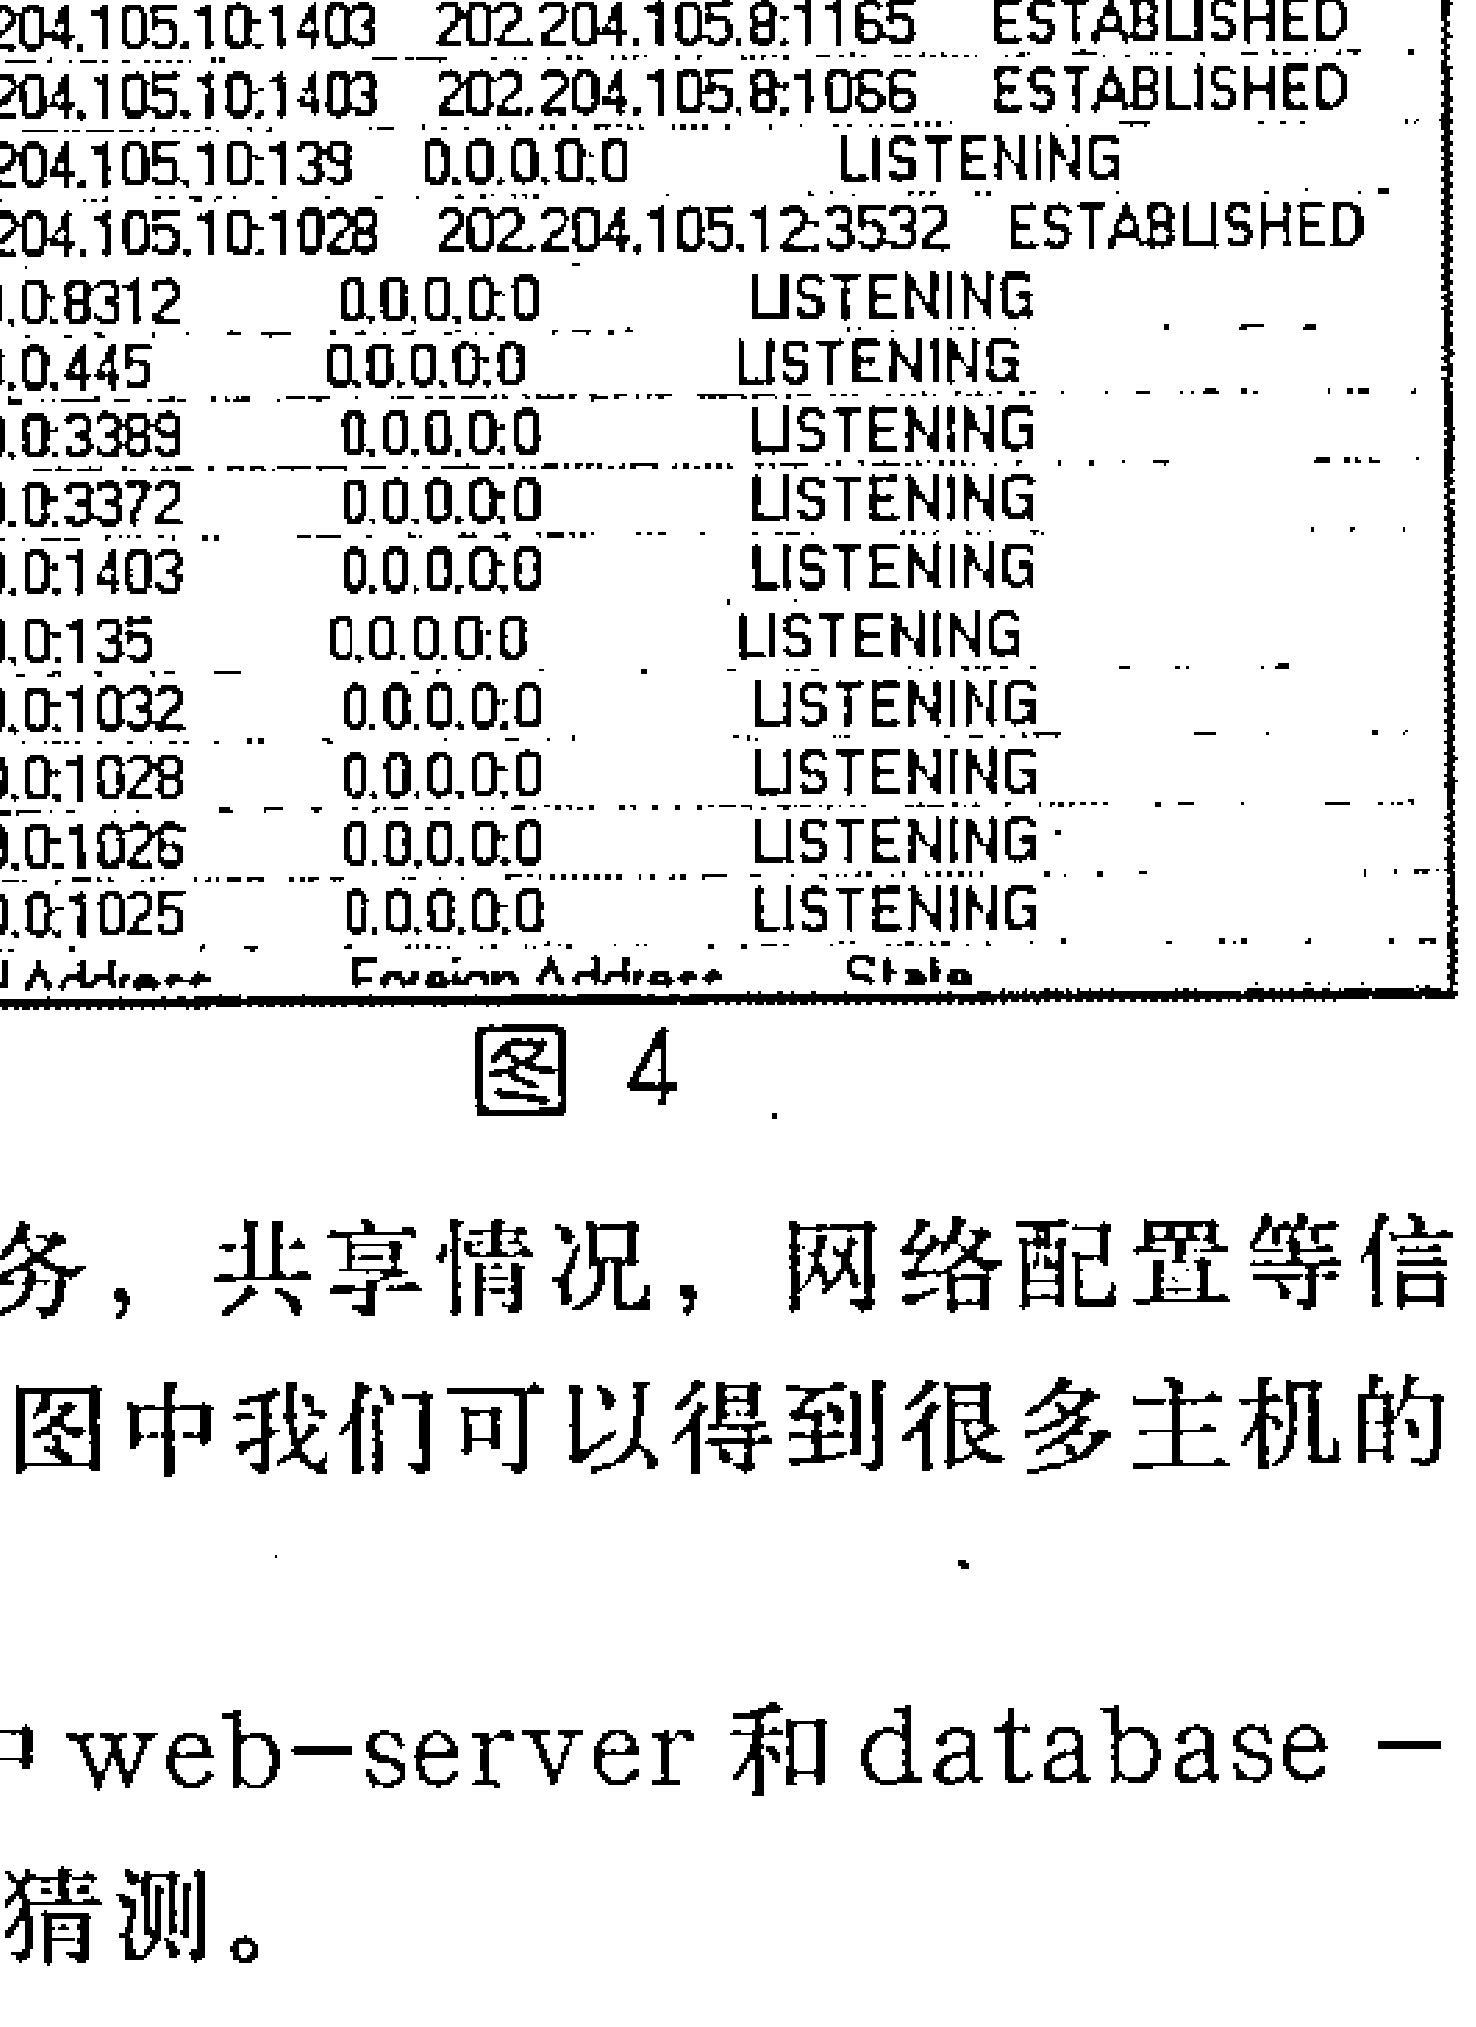 204.105.10:1403 202.204.105.8:1165 ESTABLISHED
204.105.10:1403 202.204.105.8:1066 ESTABLISHED
204.105.10:139 0.0.0.0:0 LISTENING
204.105.10:1028 202.204.105.12:3532 ESTABLISHED
.0:8312 0.0.0.0:0 LISTENING
.0.445 0.0.0.0:0 LISTENING
.0:3389 0.0.0.0:0 LISTENING
.0:3372 0.0.0.0:0 LISTENING
.0:1403 0.0.0.0:0 LISTENING
.0:135 0.0.0.0:0 LISTENING
.0:1032 0.0.0.0:0 LISTENING
.0:1028 0.0.0.0:0 LISTENING
.0:1026 0.0.0.0:0 LISTENING
.0:1025 0.0.0.0:0 LISTENING
Address Foreign Address State
图 4
务，共享情况，网络配置等信
图中我们可以得到很多主机的
中 web-server 和 database -
猜测。